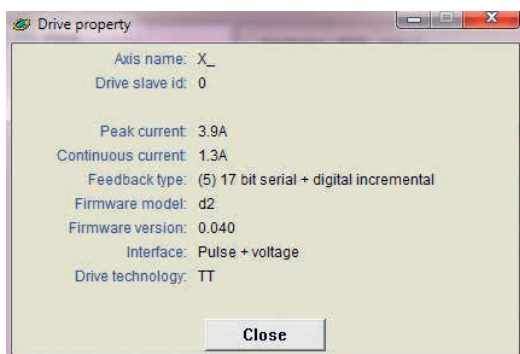 Drive property
Axis name: X_
Drive slave id: 0
Peak current: 3.9A
Continuous current: 1.3A
Feedback type: (5) 17 bit serial + digital incremental
Firmware model: d2
Firmware version: 0.040
Interface: Pulse + voltage
Drive technology: TT
Close